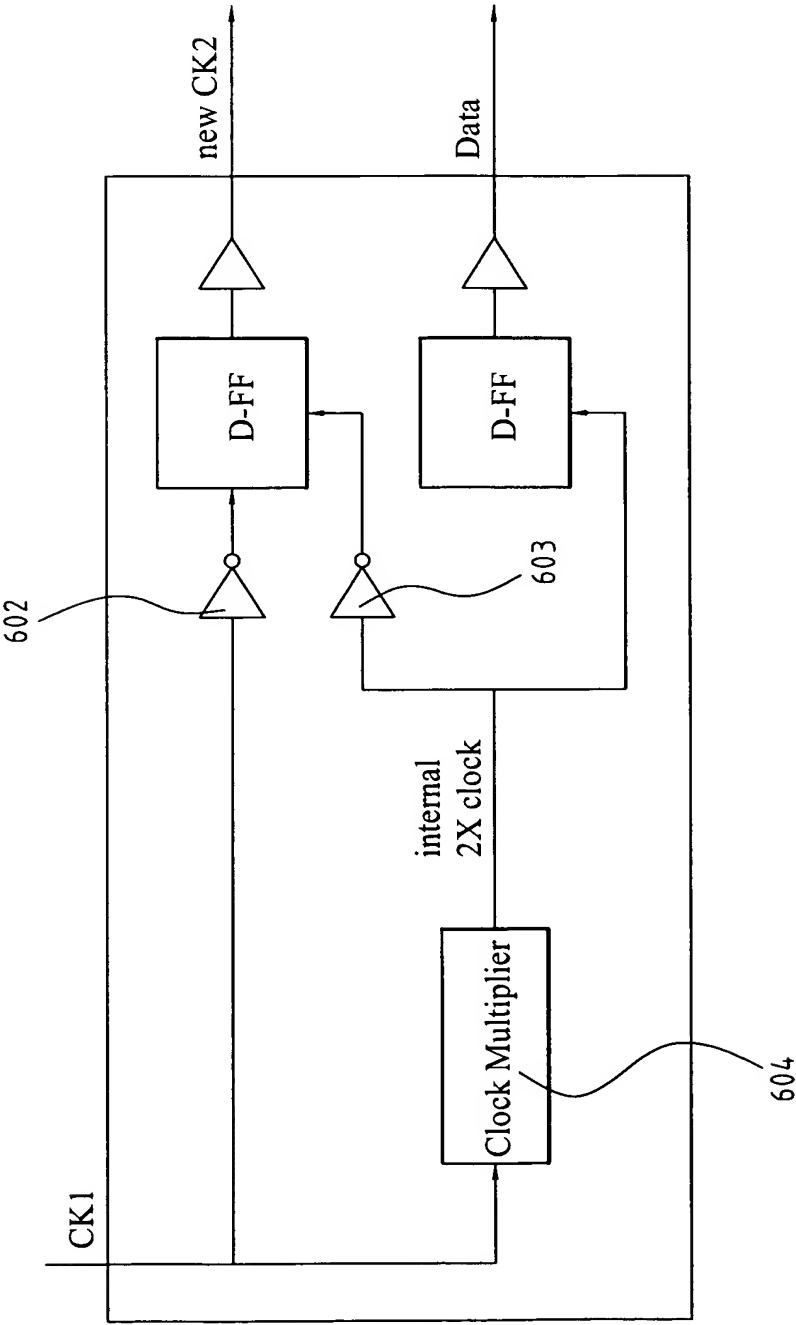 CK1
602
D-FF
new CK2
603
internal
2X clock
Clock Multiplier
604
D-FF
Data